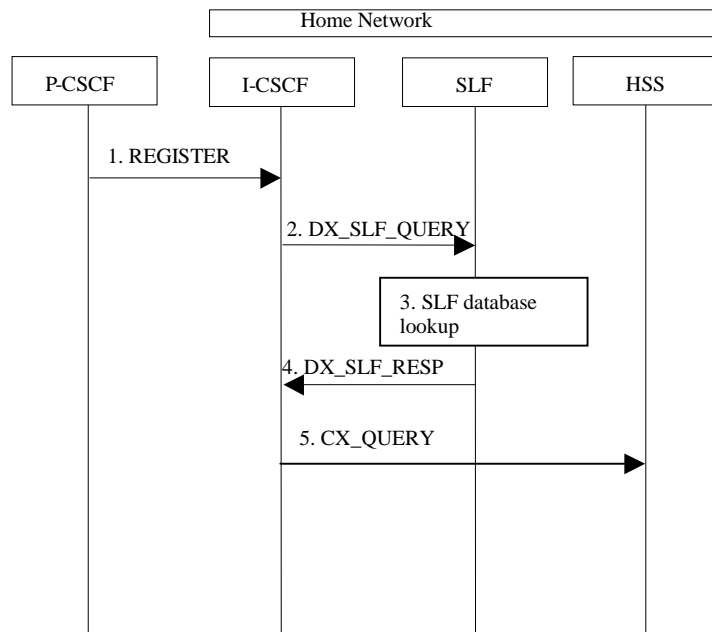 Home Network
P-CSCF
I-CSCF
SLF
HSS
1. REGISTER
2. DX_SLF_QUERY
3. SLF database
lookup
4. DX_SLF_RESP
5. CX_QUERY